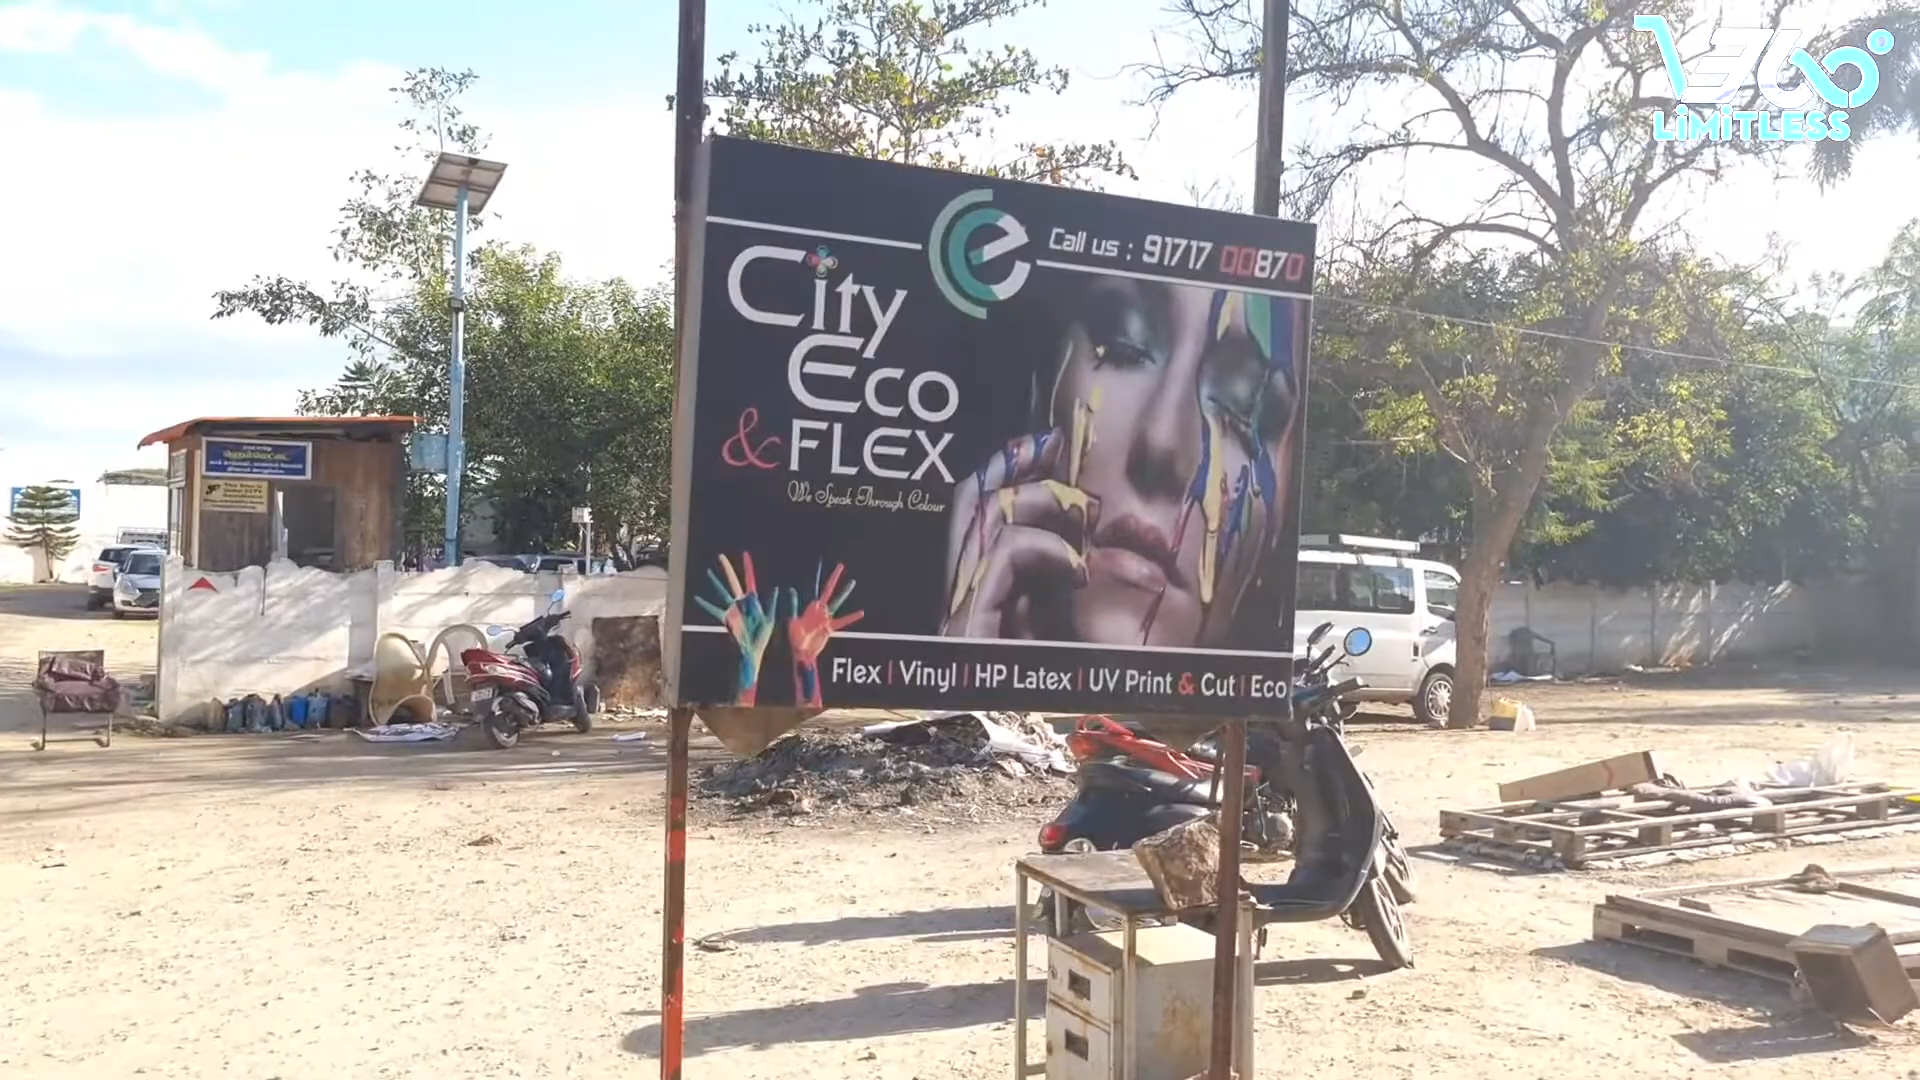 360°
LiMiTLESS
Call us : 91717 00870
City
Eco
& FLEX
We Speak Through Colour
Flex | Vinyl | HP Latex | UV Print & Cut | Eco